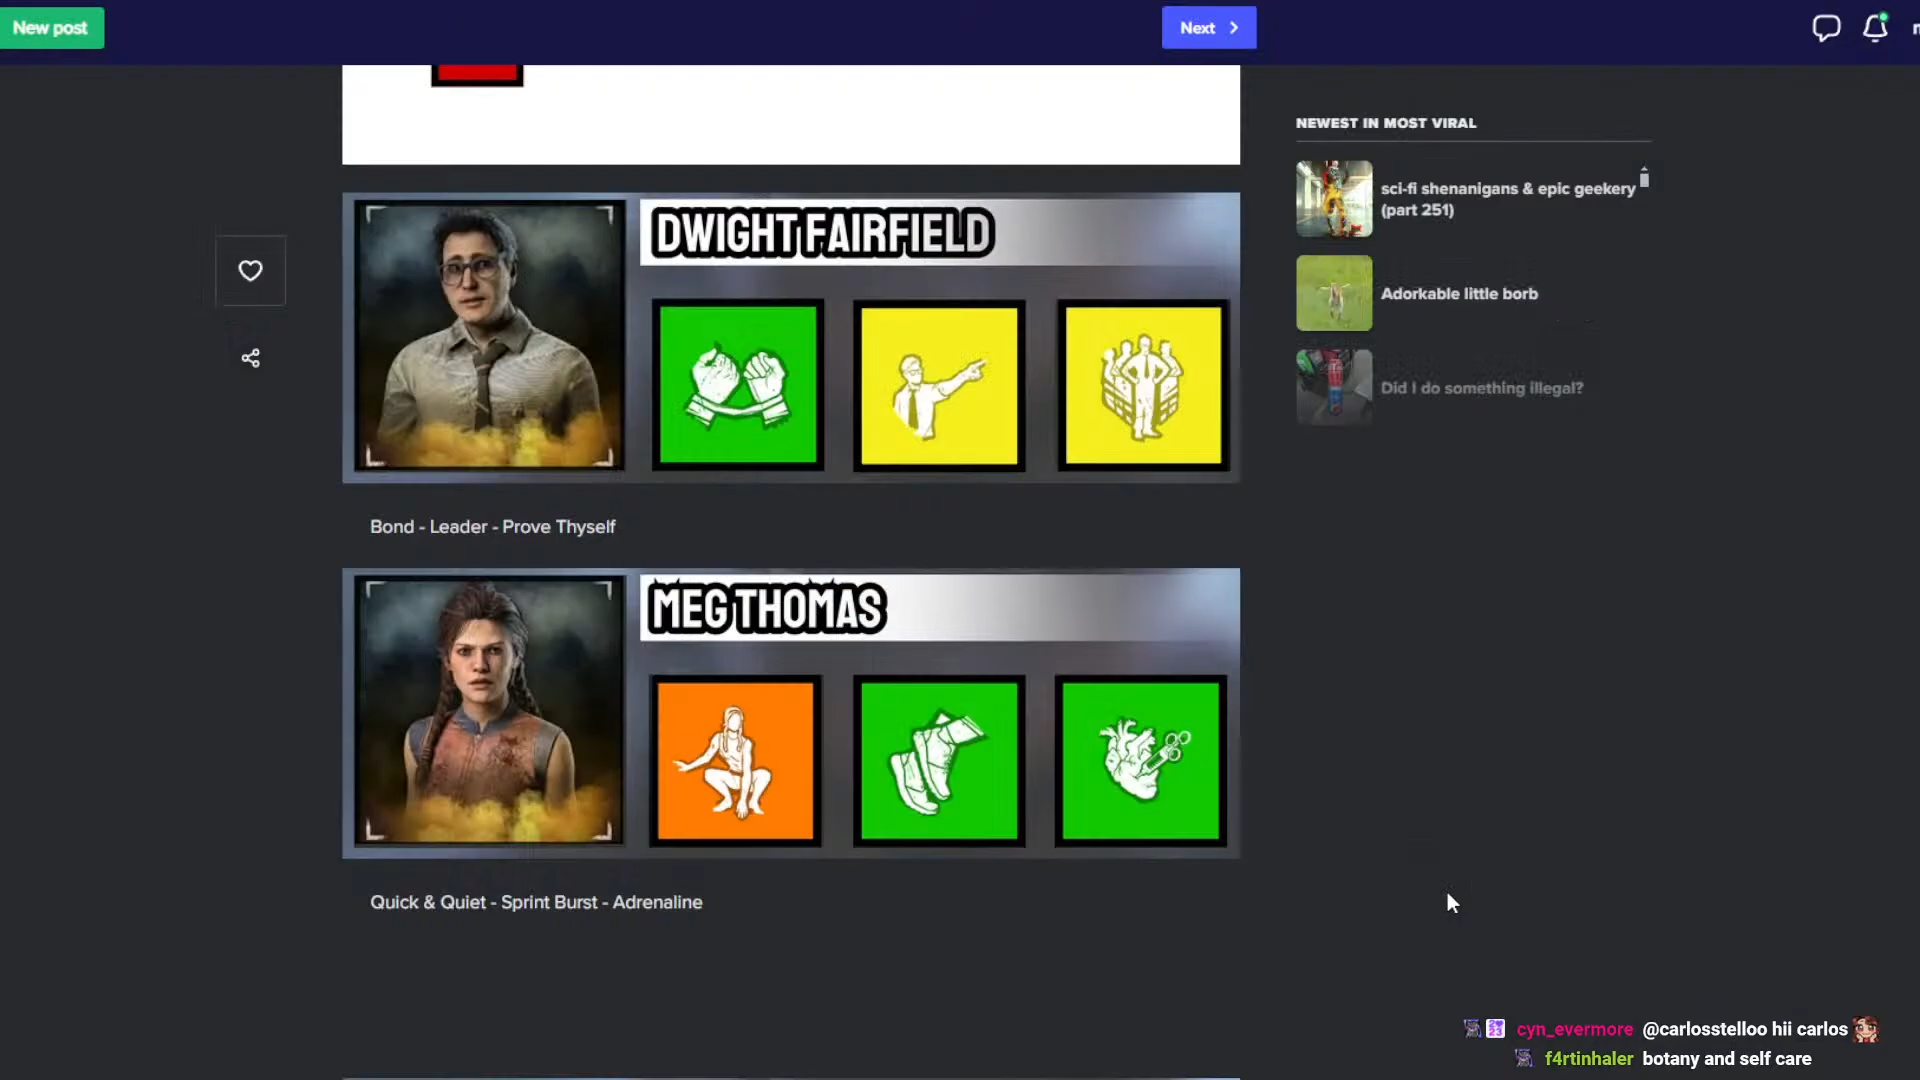 New post
Next
NEWEST IN MOST VIRAL
sci-fi shenanigans & epic geekery
(part 251)
Adorkable little borb
Did I do something illegal?
DWIGHT FAIRFIELD
Bond - Leader - Prove Thyself
MEG THOMAS
Quick & Quiet - Sprint Burst - Adrenaline
cyn_evermore @carlosstelloo hii carlos
f4rtinhaler botany and self care